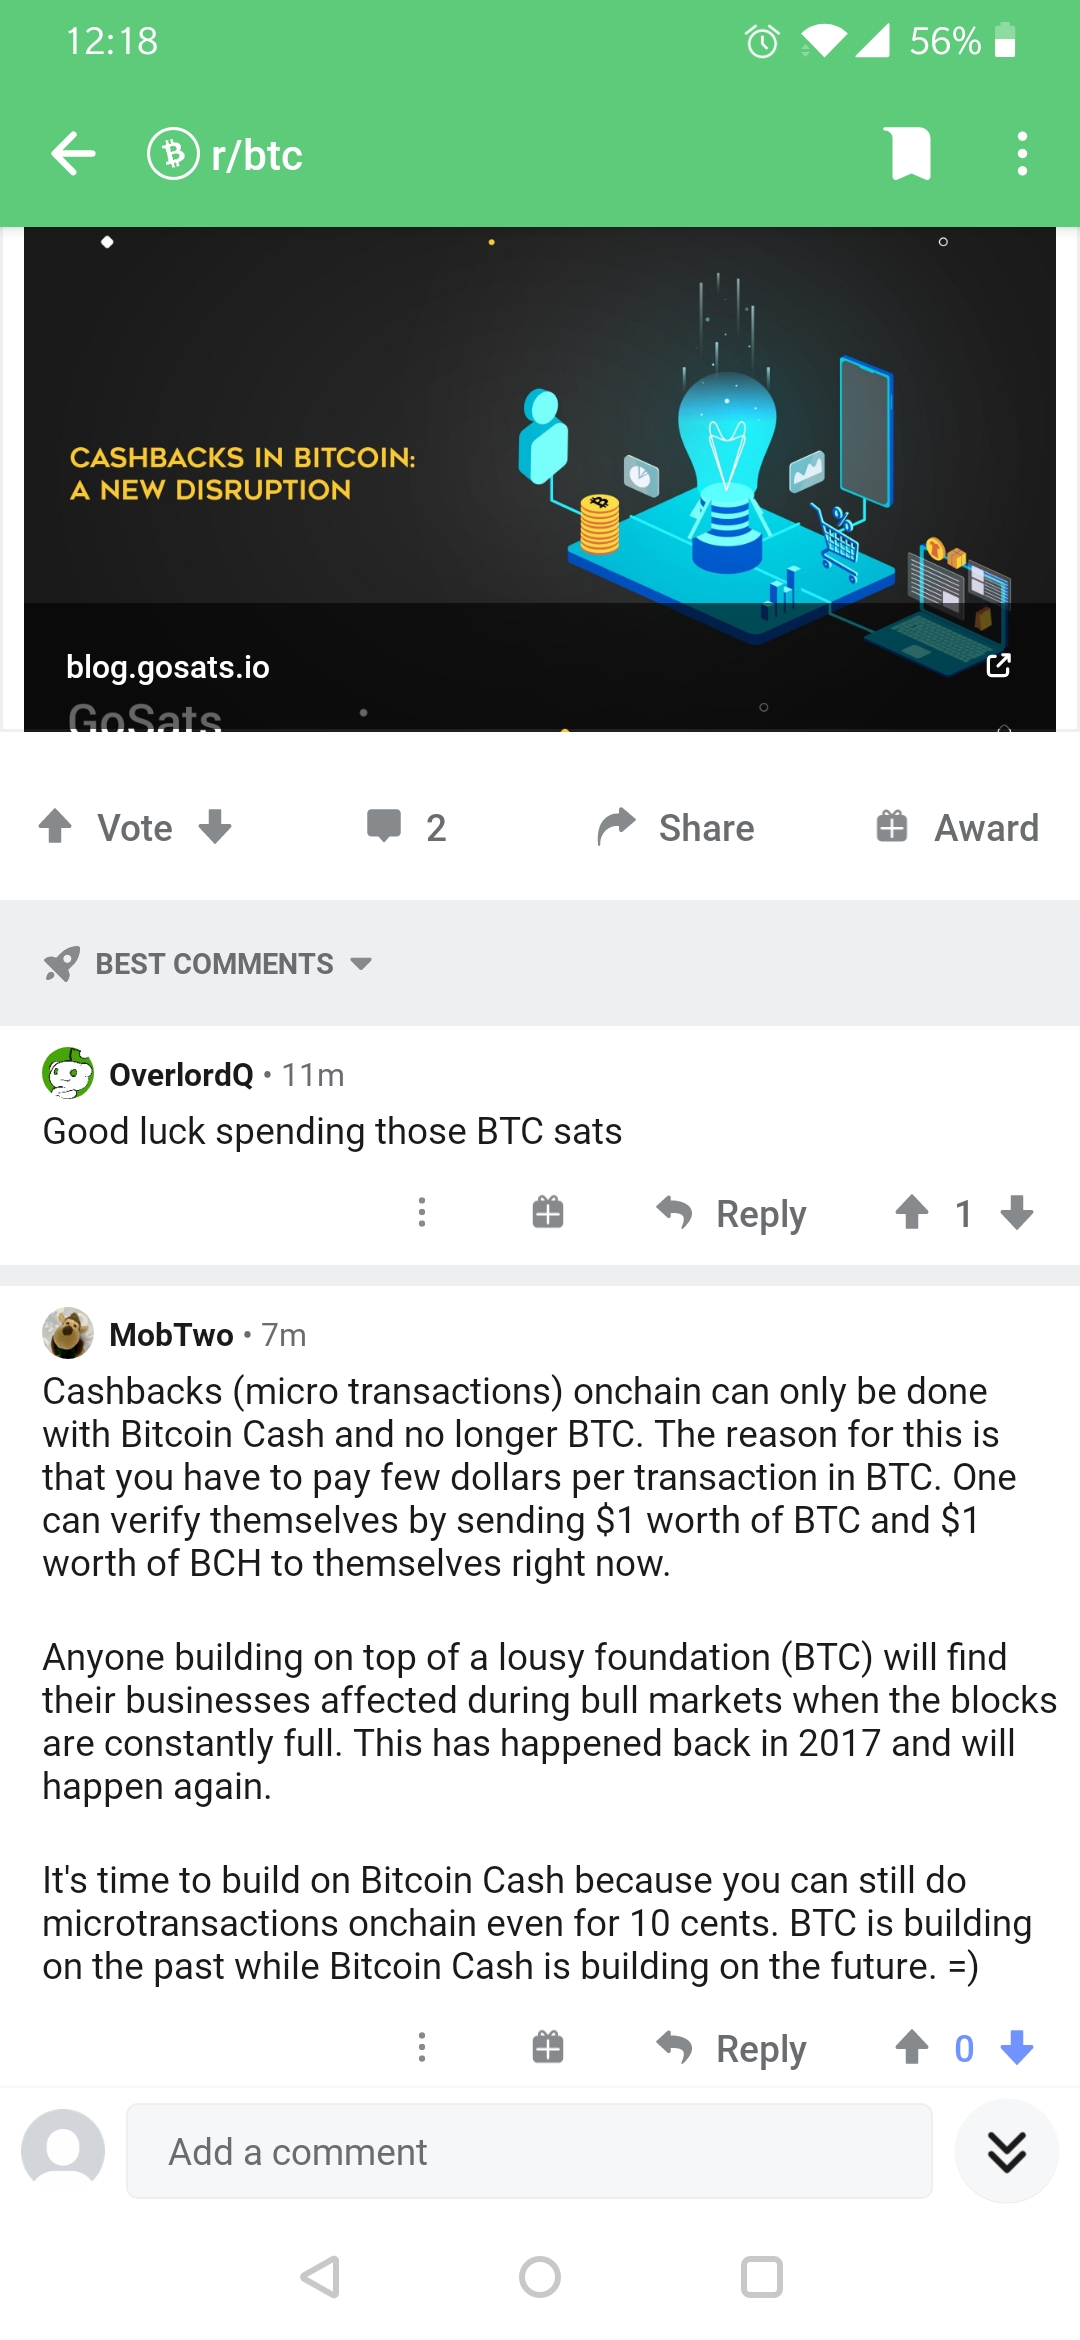 12:18
56%
r/btc
CASHBACKS IN BITCOIN:
A NEW DISRUPTION
blog.gosats.io
GoSats
Vote
2
Share
Award
BEST COMMENTS
OverlordQ • 11m
Good luck spending those BTC sats
Reply
1
MobTwo • 7m
Cashbacks (micro transactions) onchain can only be done
with Bitcoin Cash and no longer BTC. The reason for this is
that you have to pay few dollars per transaction in BTC. One
can verify themselves by sending $1 worth of BTC and $1
worth of BCH to themselves right now.
Anyone building on top of a lousy foundation (BTC) will find
their businesses affected during bull markets when the blocks
are constantly full. This has happened back in 2017 and will
happen again.
It's time to build on Bitcoin Cash because you can still do
microtransactions onchain even for 10 cents. BTC is building
on the past while Bitcoin Cash is building on the future. =)
Reply
0
Add a comment